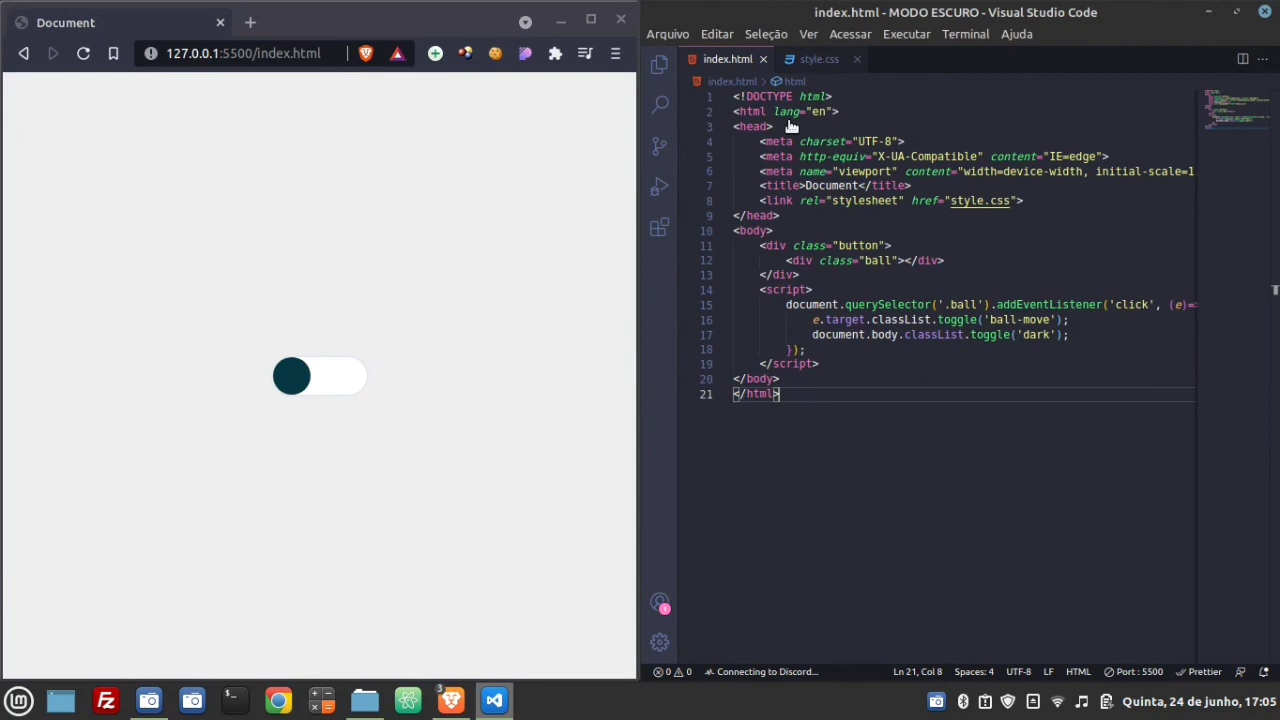 Document
127.0.0.1:5500/index.html
index.html - MODO ESCURO - Visual Studio Code
Arquivo Editar Seleção Ver Acessar Executar Terminal Ajuda
index.html style.css
index.html > html
1 <!DOCTYPE html>
2 <html lang="en">
3 <head>
4 <meta charset="UTF-8">
5 <meta http-equiv="X-UA-Compatible" content="IE=edge">
6 <meta name="viewport" content="width=device-width, initial-scale=1
7 <title>Document</title>
8 <link rel="stylesheet" href="style.css">
9 </head>
10 <body>
11 <div class="button">
12 <div class="ball"></div>
13 </div>
14 <script>
15 document.querySelector('.ball').addEventListener('click', (e)=
16 e.target.classList.toggle('ball-move');
17 document.body.classList.toggle('dark');
18 });
19 </script>
20 </body>
21 </html>
0 0 Connecting to Discord... Ln 21, Col 8 Spaces: 4 UTF-8 LF HTML Port : 5500 Prettier
3
Quinta, 24 de junho, 17:05